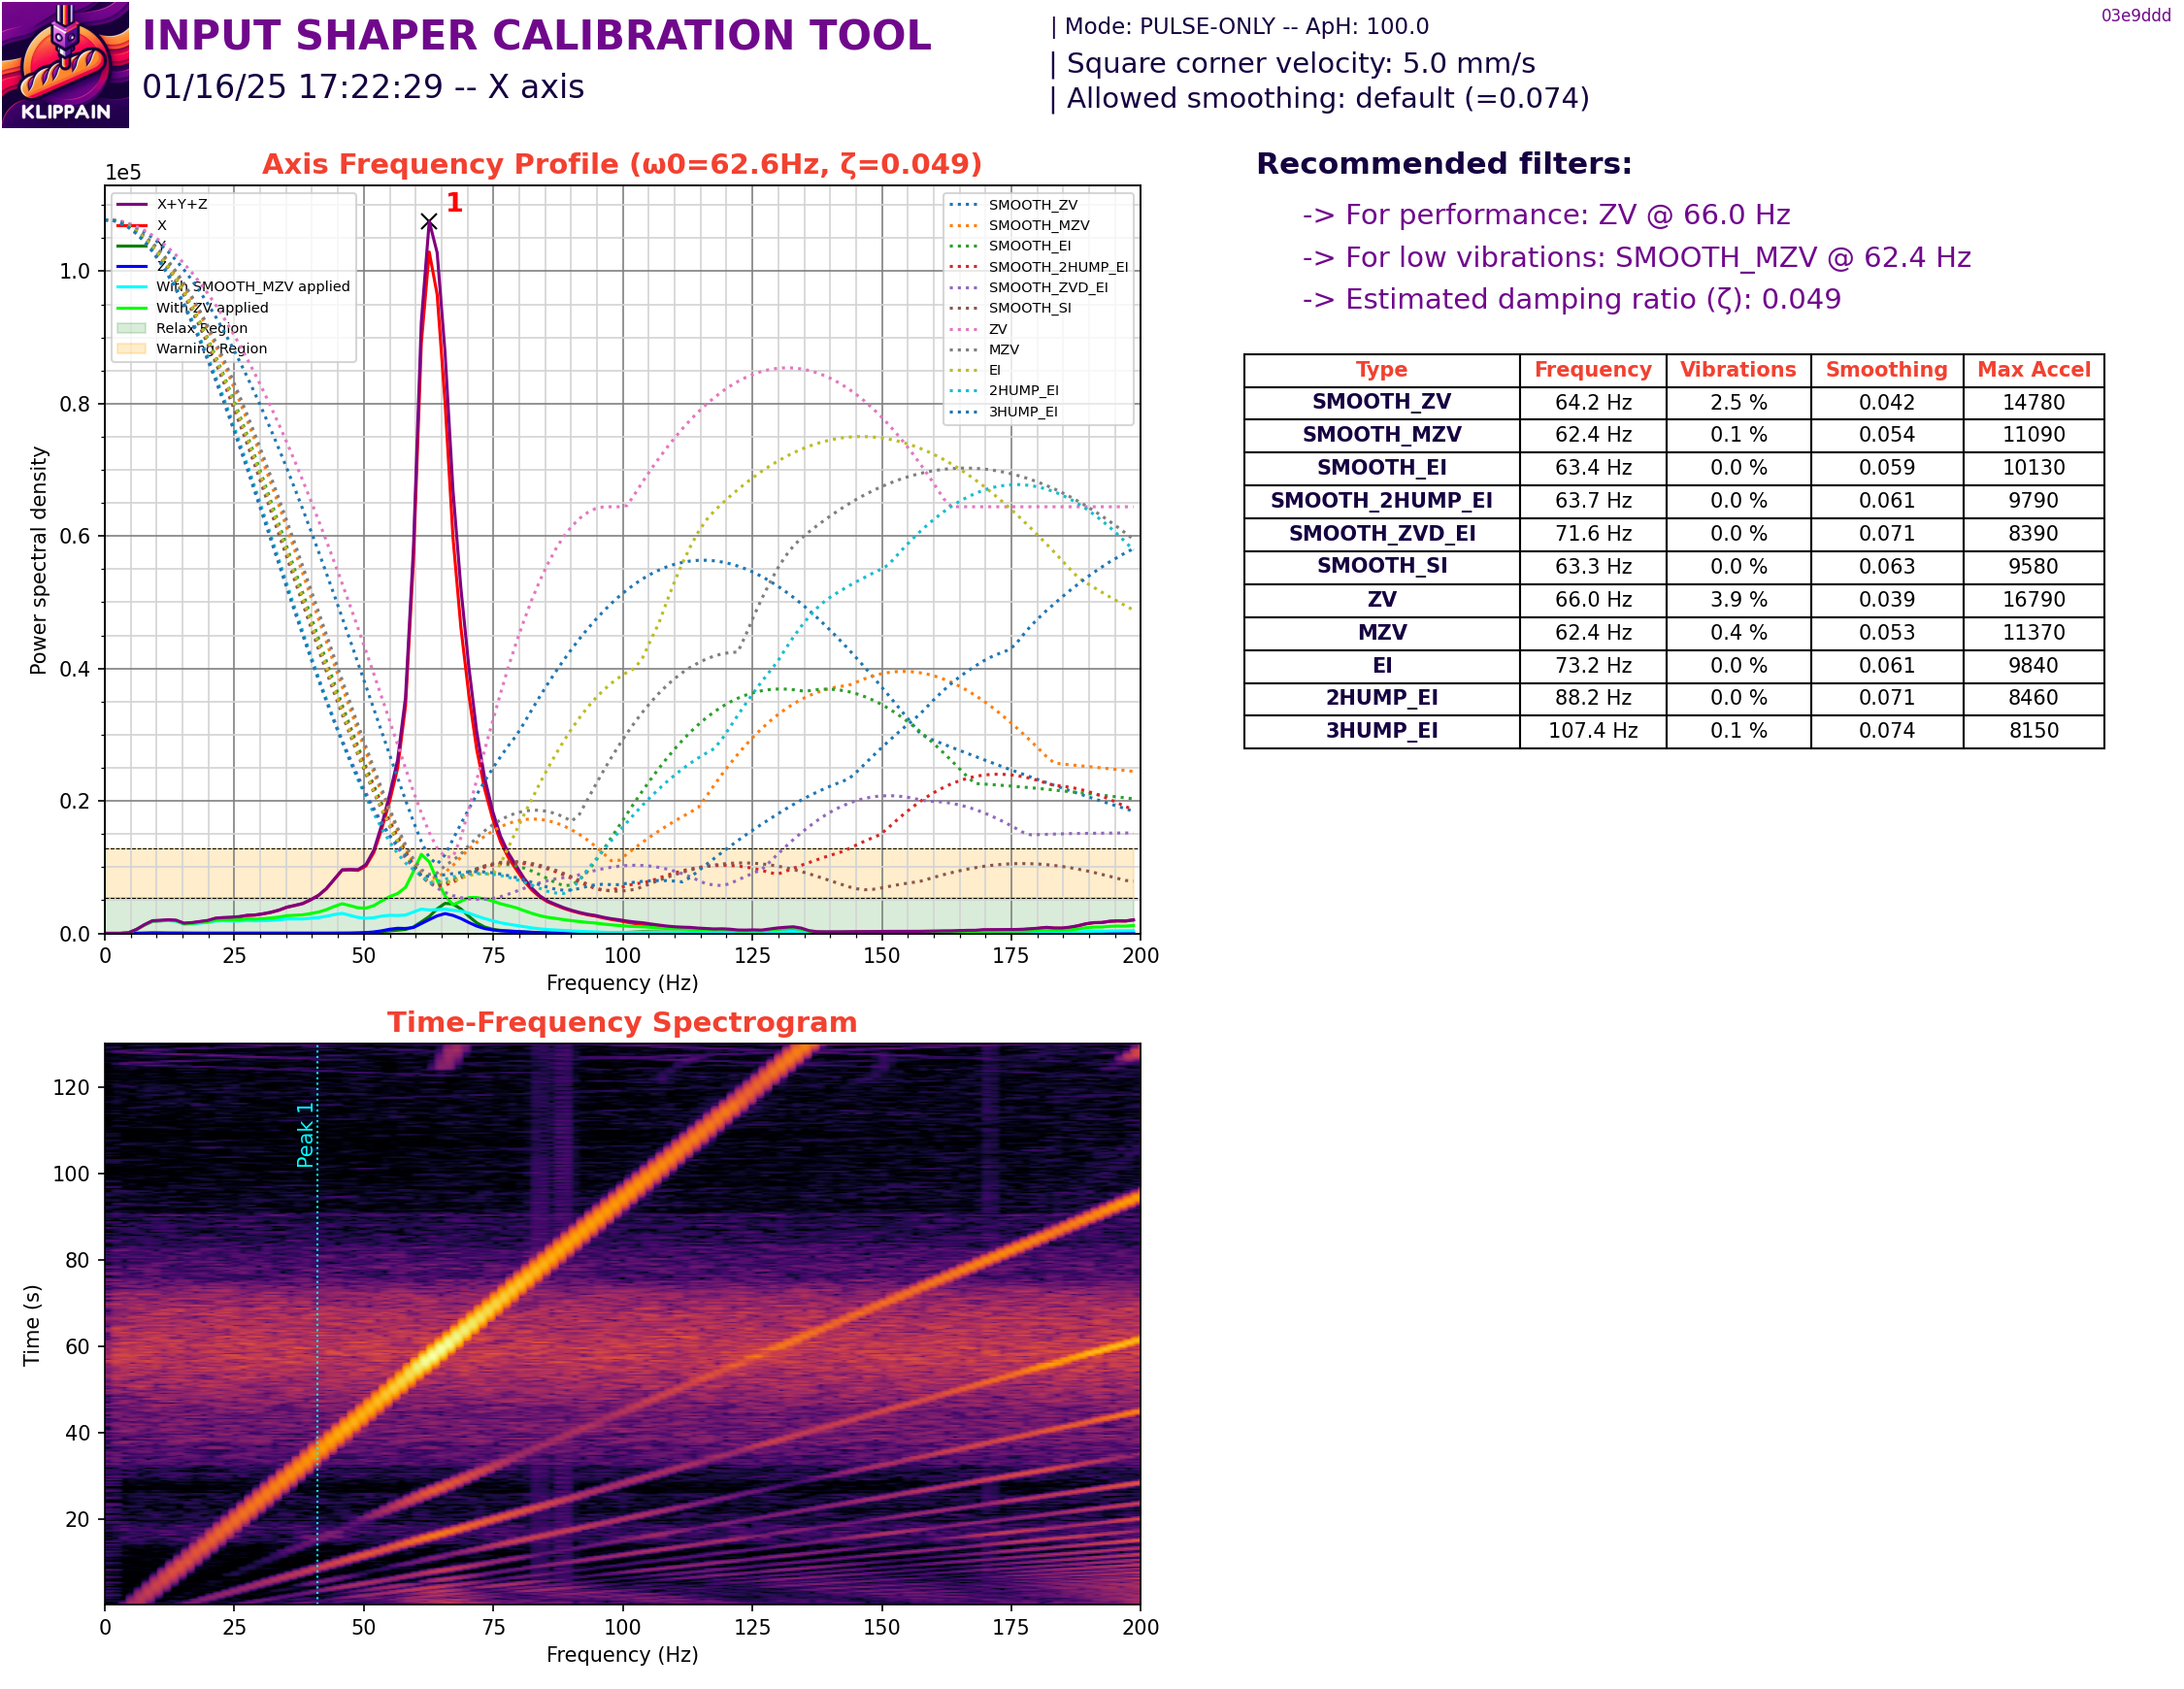 03e9ddd
KLIPPAIN
INPUT SHAPER CALIBRATION TOOL
01/16/25 17:22:29 -- X axis
| Mode: PULSE-ONLY -- ApH: 100.0
| Square corner velocity: 5.0 mm/s
| Allowed smoothing: default (=0.074)
Axis Frequency Profile (ω0=62.6Hz, ζ=0.049)
1e5
1
X+Y+Z
X
Y
Z
With SMOOTH_MZV applied
With ZV applied
Relax Region
Warning Region
SMOOTH_ZV
SMOOTH_MZV
SMOOTH_EI
SMOOTH_2HUMP_EI
SMOOTH_ZVD_EI
SMOOTH_SI
ZV
MZV
EI
2HUMP_EI
3HUMP_EI
Power spectral density
1.0
0.8
0.6
0.4
0.2
0.0
0 25 50 75 100 125 150 175 200
Frequency (Hz)
Recommended filters:
-> For performance: ZV @ 66.0 Hz
-> For low vibrations: SMOOTH_MZV @ 62.4 Hz
-> Estimated damping ratio (ζ): 0.049
Type Frequency Vibrations Smoothing Max Accel
SMOOTH_ZV 64.2 Hz 2.5 % 0.042 14780
SMOOTH_MZV 62.4 Hz 0.1 % 0.054 11090
SMOOTH_EI 63.4 Hz 0.0 % 0.059 10130
SMOOTH_2HUMP_EI 63.7 Hz 0.0 % 0.061 9790
SMOOTH_ZVD_EI 71.6 Hz 0.0 % 0.071 8390
SMOOTH_SI 63.3 Hz 0.0 % 0.063 9580
ZV 66.0 Hz 3.9 % 0.039 16790
MZV 62.4 Hz 0.4 % 0.053 11370
EI 73.2 Hz 0.0 % 0.061 9840
2HUMP_EI 88.2 Hz 0.0 % 0.071 8460
3HUMP_EI 107.4 Hz 0.1 % 0.074 8150
Time-Frequency Spectrogram
Peak 1
Time (s)
120
100
80
60
40
20
0 25 50 75 100 125 150 175 200
Frequency (Hz)